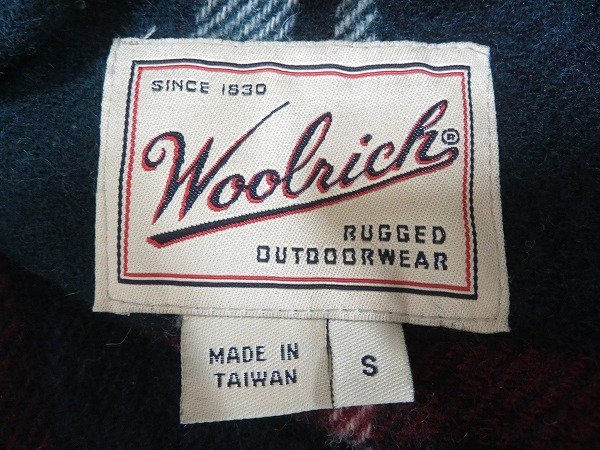 SINCE 1830
Woolrich®
RUGGED
OUTDOORWEAR
MADE IN
TAIWAN
S